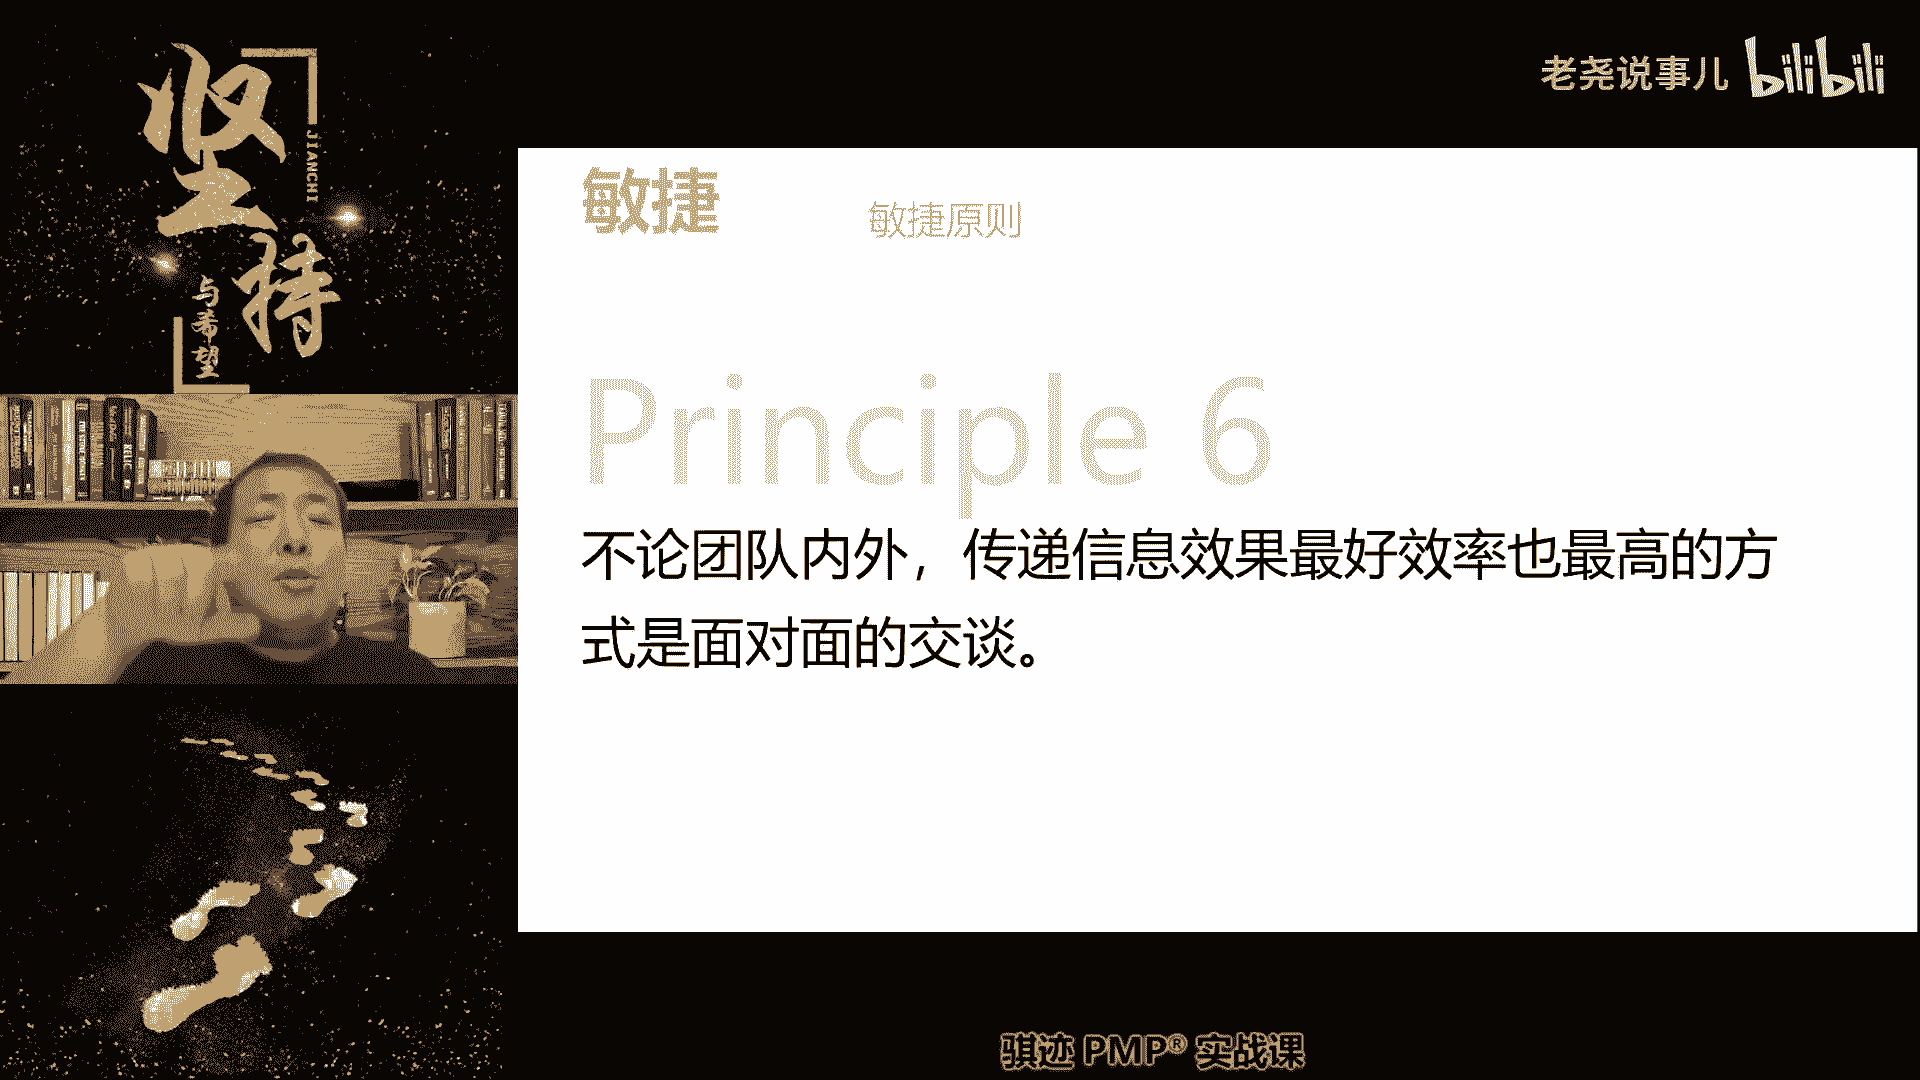 坚持
JIANCHI
与希望
老尧说事儿 bilibili
敏捷
敏捷原则
Principle 6
不论团队内外，传递信息效果最好效率也最高的方
式是面对面的交谈。
骐迹 PMP® 实战课